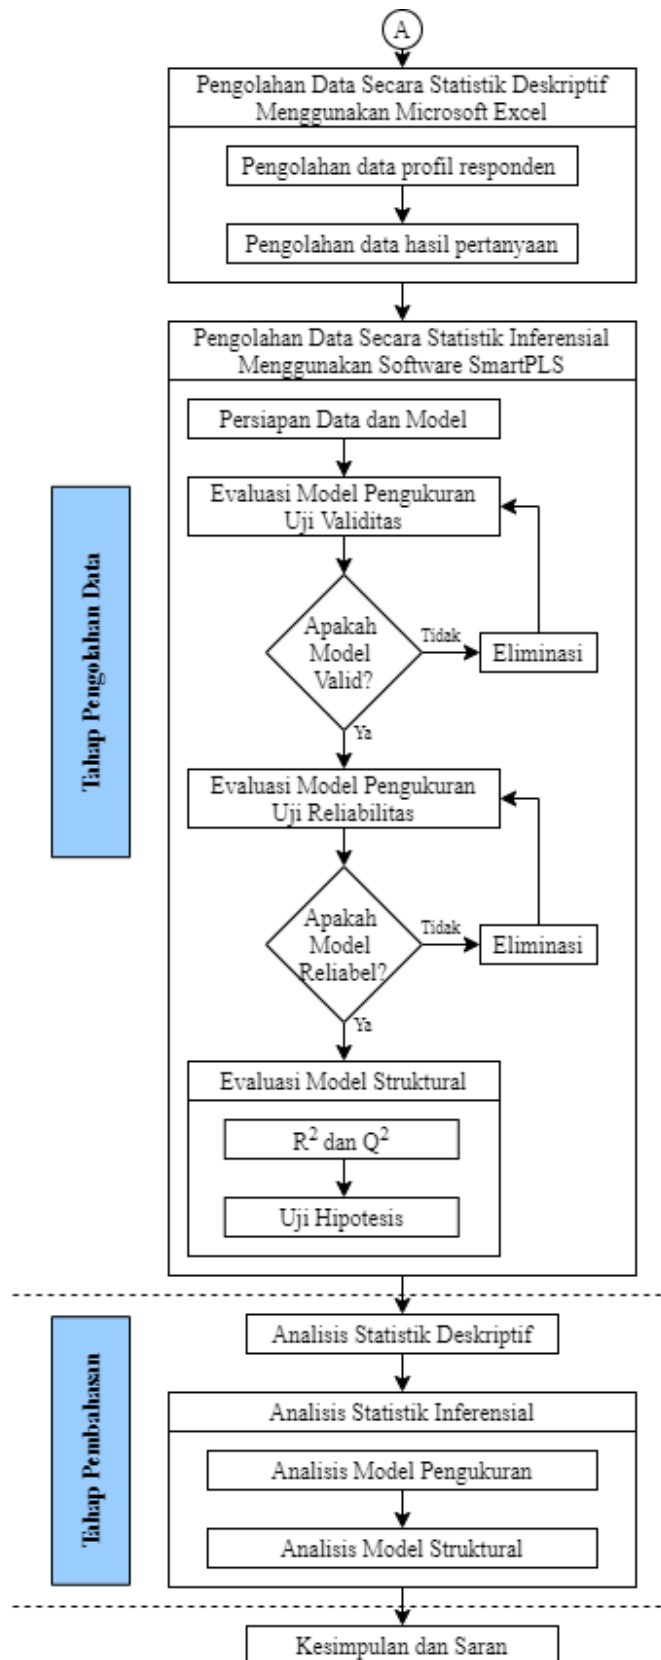 A
Pengolahan Data Secara Statistik Deskriptif
Menggunakan Microsoft Excel
Pengolahan data profil responden
Pengolahan data hasil pertanyaan
Pengolahan Data Secara Statistik Inferensial
Menggunakan Software SmartPLS
Persiapan Data dan Model
Evaluasi Model Pengukuran
Uji Validitas
Tahap Pengolahan Data
Apakah
Model
Valid?
Tidak
Eliminasi
Ya
Evaluasi Model Pengukuran
Uji Reliabilitas
Apakah
Model
Reliabel?
Tidak
Eliminasi
Ya
Evaluasi Model Struktural
R² dan Q²
Uji Hipotesis
Tahap Pembahasan
Analisis Statistik Deskriptif
Analisis Statistik Inferensial
Analisis Model Pengukuran
Analisis Model Struktural
Kesimpulan dan Saran